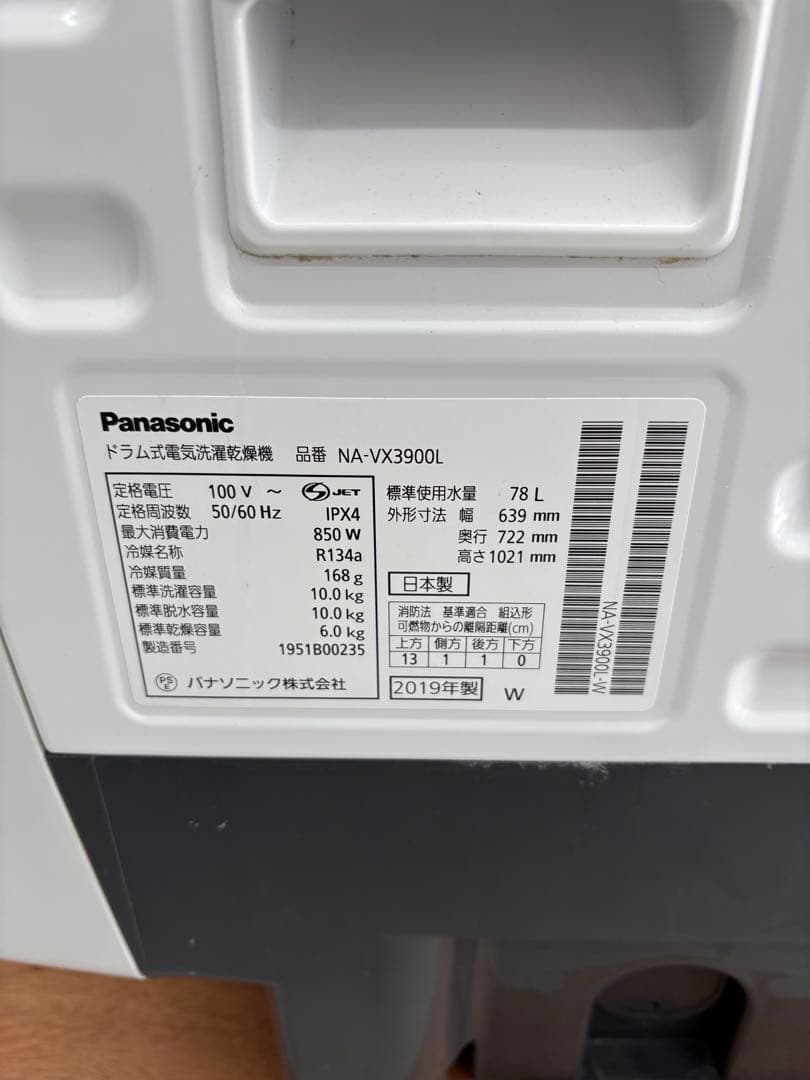 Panasonic
ドラム式電気洗濯乾燥機 品番 NA-VX3900L
定格電圧 100 V ～ S JET
定格周波数 50/60 Hz IPX4
最大消費電力 850 W
冷媒名称 R134a
冷媒質量 168 g
標準洗濯容量 10.0 kg
標準脱水容量 10.0 kg
標準乾燥容量 6.0 kg
製造番号 1951B00235
PS E パナソニック株式会社
標準使用水量 78 L
外形寸法 幅 639 mm
奥行 722 mm
高さ 1021 mm
日本製
消防法 基準適合 組込形
可燃物からの離隔距離(cm)
上方 側方 後方 下方
13 1 1 0
2019年製 W
NA-VX3900L-W